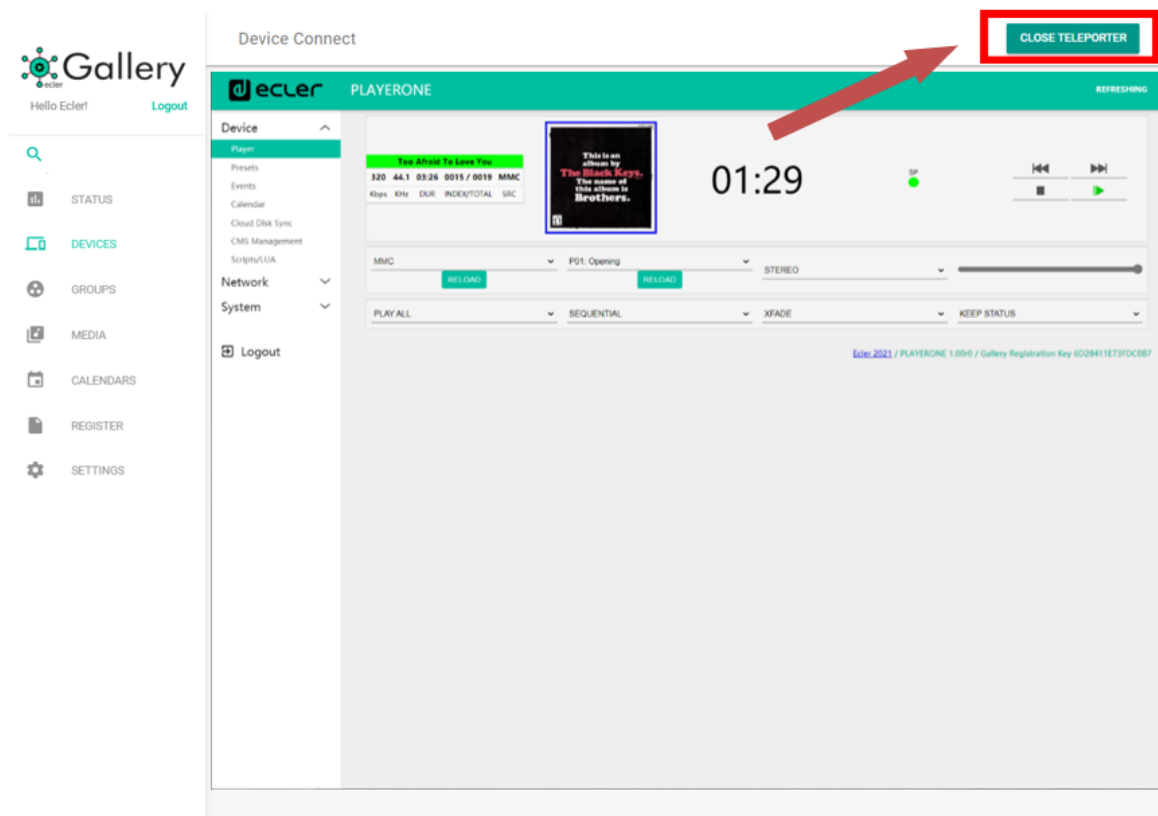 Device Connect
CLOSE TELEPORTER
Gallery
ecler
Hello Ecler!
Logout
STATUS
DEVICES
GROUPS
MEDIA
CALENDARS
REGISTER
SETTINGS
ecler
PLAYERONE
REFRESHING
Device
Player
Presets
Events
Calendar
Cloud Disk Sync
CMS Management
Scripts/LUA
Network
System
Logout
Too Afraid To Love You
320 44.1 03:26 0015 / 0019 MMC
Kbps KHz DUR INDEX/TOTAL SRC
This is an
album by
The Black Keys.
The name of
this album is
Brothers.
01:29
SP
MMC
RELOAD
P01: Opening
RELOAD
STEREO
PLAY ALL
SEQUENTIAL
XFADE
KEEP STATUS
Ecler 2021 / PLAYERONE 1.00r0 / Gallery Registration Key 6D28411E73FDC0B7